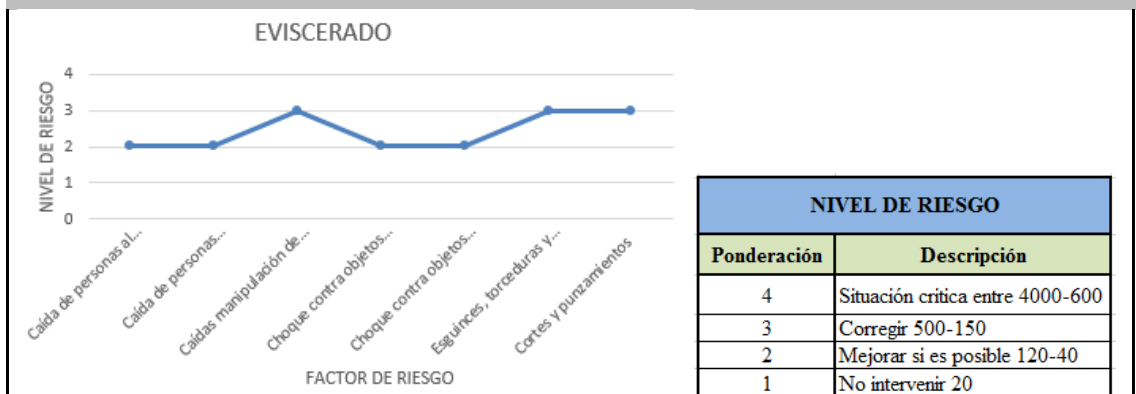 EVISCERADO
NIVEL DE RIESGO
4
3
2
1
0
Caída de personas al...
Caída de personas...
Caídas manipulación de...
Choque contra objetos...
Choque contra objetos...
Esguinces, torceduras y...
Cortes y punzamientos
FACTOR DE RIESGO
NIVEL DE RIESGO
Ponderación Descripción
4 Situación critica entre 4000-600
3 Corregir 500-150
2 Mejorar si es posible 120-40
1 No intervenir 20